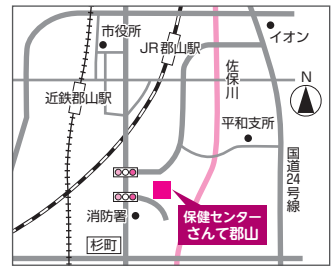 市役所
JR郡山駅
イオン
佐保川
近鉄郡山駅
N
平和支所
国道24号線
消防署
保健センター
さんて郡山
杉町